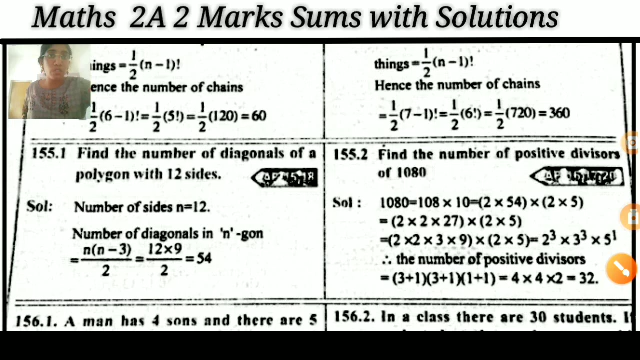 Maths 2A 2 Marks Sums with Solutions
ings = 1/2 (n – 1)!
ence the number of chains
1/2 (6 – 1)! = 1/2 (5!) = 1/2 (120) = 60
155.1 Find the number of diagonals of a
polygon with 12 sides.
Sol: Number of sides n=12.
Number of diagonals in 'n' -gon
= n(n – 3)/2 = 12×9/2 = 54
156.1. A man has 4 sons and there are 5
things = 1/2 (n – 1)!
Hence the number of chains
= 1/2 (7 – 1)! = 1/2 (6!) = 1/2 (720) = 360
155.2 Find the number of positive divisors
of 1080
Sol : 1080=108 × 10=(2 × 54) × (2 × 5)
= (2 × 2 × 27) × (2 × 5)
=(2 ×2 × 3 × 9) × (2 × 5)= 2³ × 3³ × 5¹
∴ the number of positive divisors
= (3+1)(3+1)(1+1) = 4 × 4 ×2 = 32.
156.2. In a class there are 30 students. I